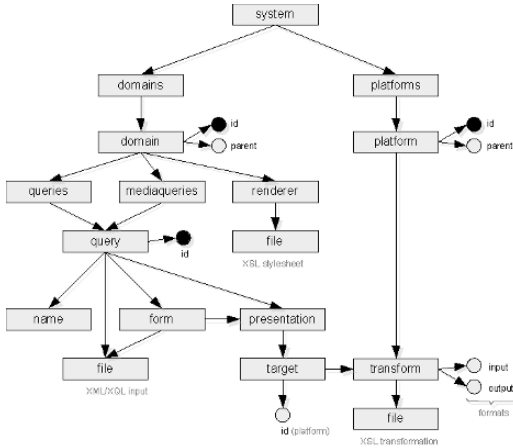 system
domains
platforms
id
id
domain
parent
platform
parent
queries
mediaqueries
renderer
query
id
file
XSL stylesheet
name
form
presentation
file
target
transform
input
output
XML/XQL input
formats
id (platform)
file
XSL transformation